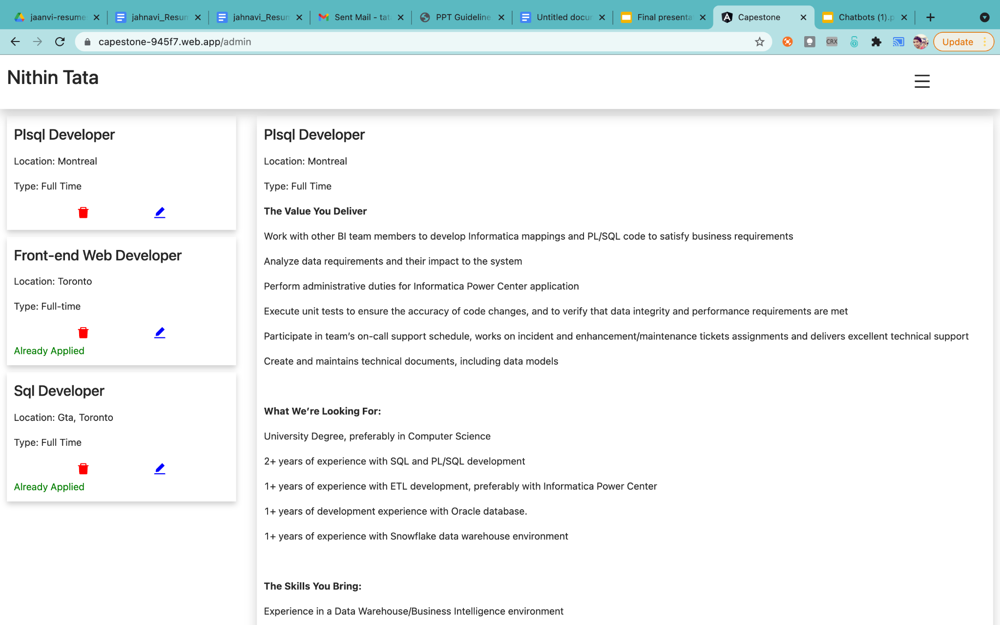 jaanvi-resume
jahnavi_Resum
jahnavi_Resum
Sent Mail - tata
PPT Guideline
Untitled docum
Final presenta
Capestone
Chatbots (1).p
capestone-945f7.web.app/admin
CRX
Update
Nithin Tata
Plsql Developer
Location: Montreal
Type: Full Time
Front-end Web Developer
Location: Toronto
Type: Full-time
Already Applied
Sql Developer
Location: Gta, Toronto
Type: Full Time
Already Applied
Plsql Developer
Location: Montreal
Type: Full Time
The Value You Deliver
Work with other BI team members to develop Informatica mappings and PL/SQL code to satisfy business requirements
Analyze data requirements and their impact to the system
Perform administrative duties for Informatica Power Center application
Execute unit tests to ensure the accuracy of code changes, and to verify that data integrity and performance requirements are met
Participate in team’s on-call support schedule, works on incident and enhancement/maintenance tickets assignments and delivers excellent technical support
Create and maintains technical documents, including data models
What We’re Looking For:
University Degree, preferably in Computer Science
2+ years of experience with SQL and PL/SQL development
1+ years of experience with ETL development, preferably with Informatica Power Center
1+ years of development experience with Oracle database.
1+ years of experience with Snowflake data warehouse environment
The Skills You Bring:
Experience in a Data Warehouse/Business Intelligence environment